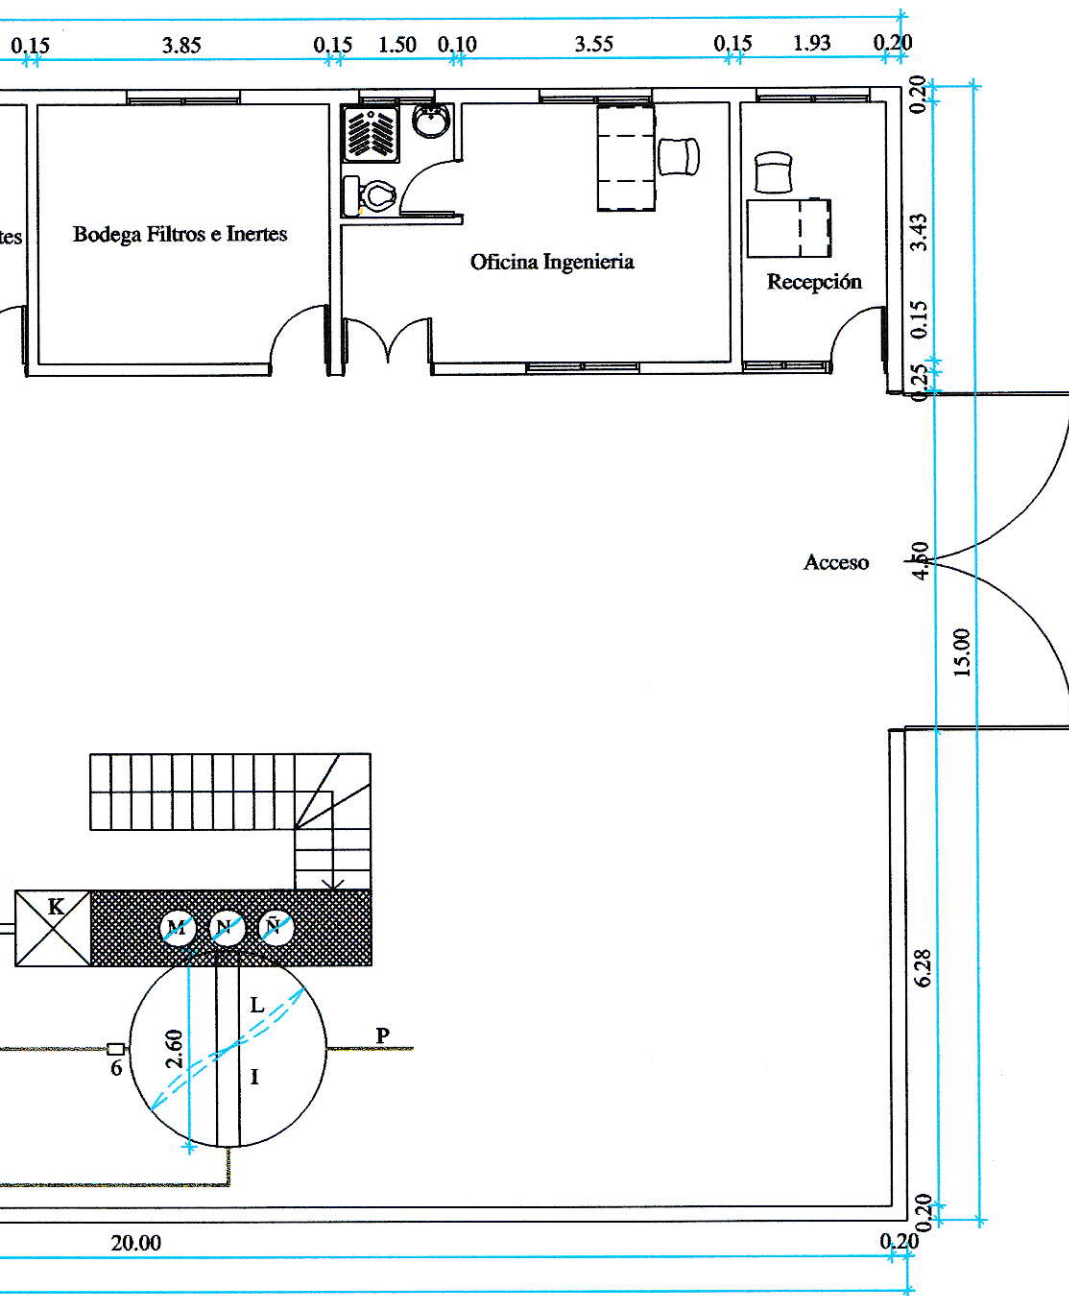 0.15 3.85 0.15 1.50 0.10 3.55 0.15 1.93 0.20
0.20
tes
Bodega Filtros e Inertes
Oficina Ingenieria
Recepción
3.43
0.15
0.25
Acceso
4.50
15.00
K
M N Ñ
L
2.60
P
6
I
6.28
0.20
20.00
0.20